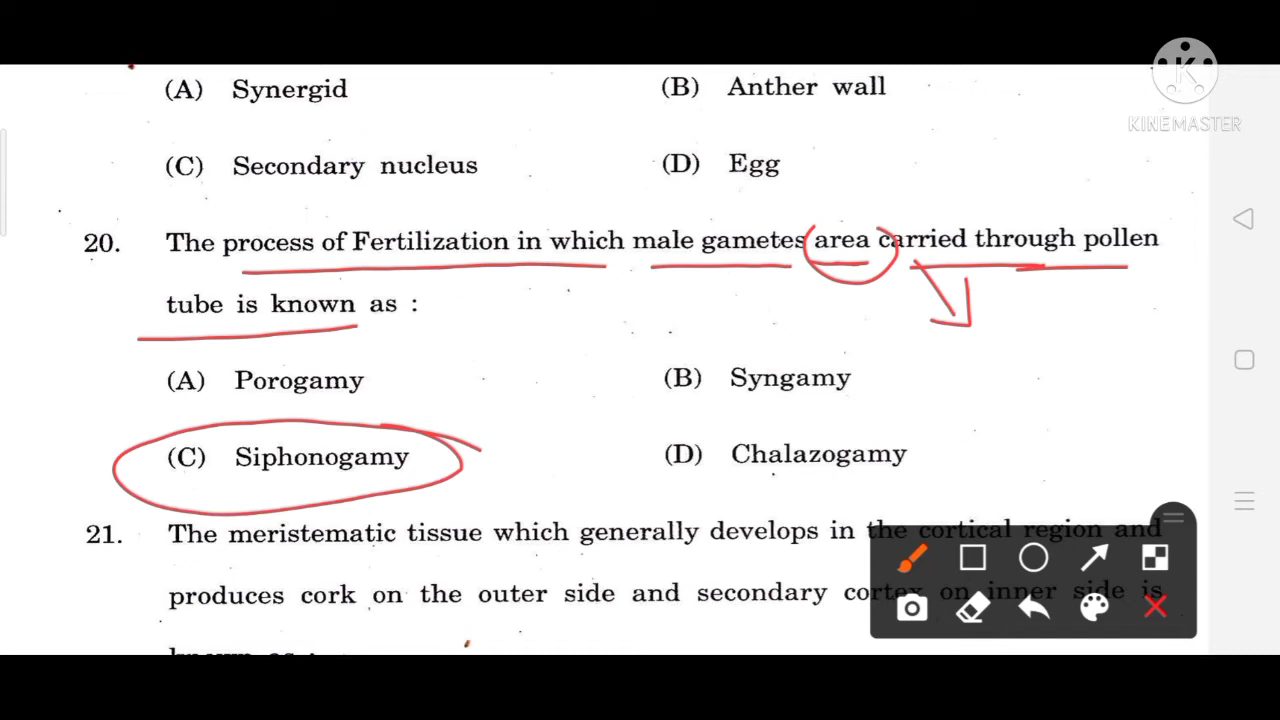 (A) Synergid (B) Anther wall
KINEMASTER
(C) Secondary nucleus (D) Egg
20. The process of Fertilization in which male gametes area carried through pollen
tube is known as :
(A) Porogamy (B) Syngamy
(C) Siphonogamy (D) Chalazogamy
21. The meristematic tissue which generally develops in the cortical region and
produces cork on the outer side and secondary cortex on inner side is
known as :